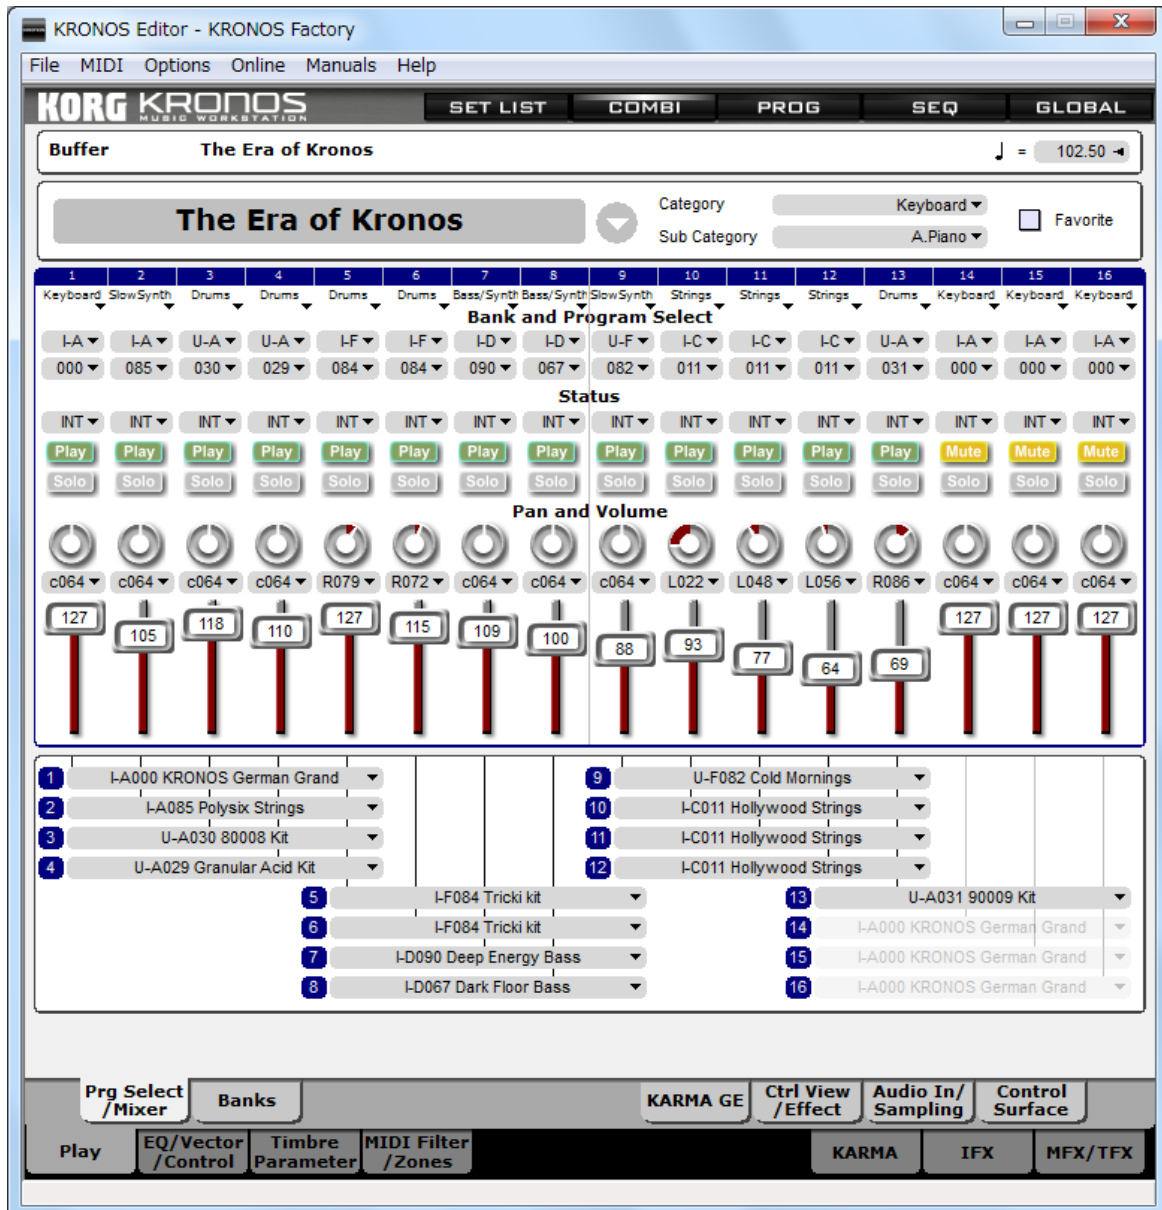 KRONOS Editor - KRONOS Factory
File MIDI Options Online Manuals Help
KORG KRONOS SET LIST COMBI PROG SEQ GLOBAL
MUSIC WORKSTATION
Buffer The Era of Kronos = 102.50
The Era of Kronos
Category Keyboard
Sub Category A.Piano
Favorite
1 2 3 4 5 6 7 8 9 10 11 12 13 14 15 16
Keyboard SlowSynth Drums Drums Drums Drums Bass/Synth Bass/Synth SlowSynth Strings Strings Strings Drums Keyboard Keyboard Keyboard
Bank and Program Select
I-A I-A U-A U-A I-F I-F I-D I-D U-F I-C I-C I-C U-A I-A I-A I-A
000 085 030 029 084 084 090 067 082 011 011 011 031 000 000 000
Status
INT INT INT INT INT INT INT INT INT INT INT INT INT INT INT INT
Play Play Play Play Play Play Play Play Play Play Play Play Play Mute Mute Mute
Solo Solo Solo Solo Solo Solo Solo Solo Solo Solo Solo Solo Solo Solo Solo Solo
Pan and Volume
c064 c064 c064 c064 R079 R072 c064 c064 c064 L022 L048 L056 R086 c064 c064 c064
127 105 118 110 127 115 109 100 88 93 77 64 69 127 127 127
1 I-A000 KRONOS German Grand
2 I-A085 Polysix Strings
3 U-A030 80008 Kit
4 U-A029 Granular Acid Kit
5 I-F084 Tricki kit
6 I-F084 Tricki kit
7 I-D090 Deep Energy Bass
8 I-D067 Dark Floor Bass
9 U-F082 Cold Mornings
10 I-C011 Hollywood Strings
11 I-C011 Hollywood Strings
12 I-C011 Hollywood Strings
13 U-A031 90009 Kit
14 I-A000 KRONOS German Grand
15 I-A000 KRONOS German Grand
16 I-A000 KRONOS German Grand
Prg Select
/Mixer
Banks
KARMA GE
Ctrl View
/Effect
Audio In/
Sampling
Control
Surface
Play
EQ/Vector
/Control
Timbre
Parameter
MIDI Filter
/Zones
KARMA
IFX
MFX/TFX